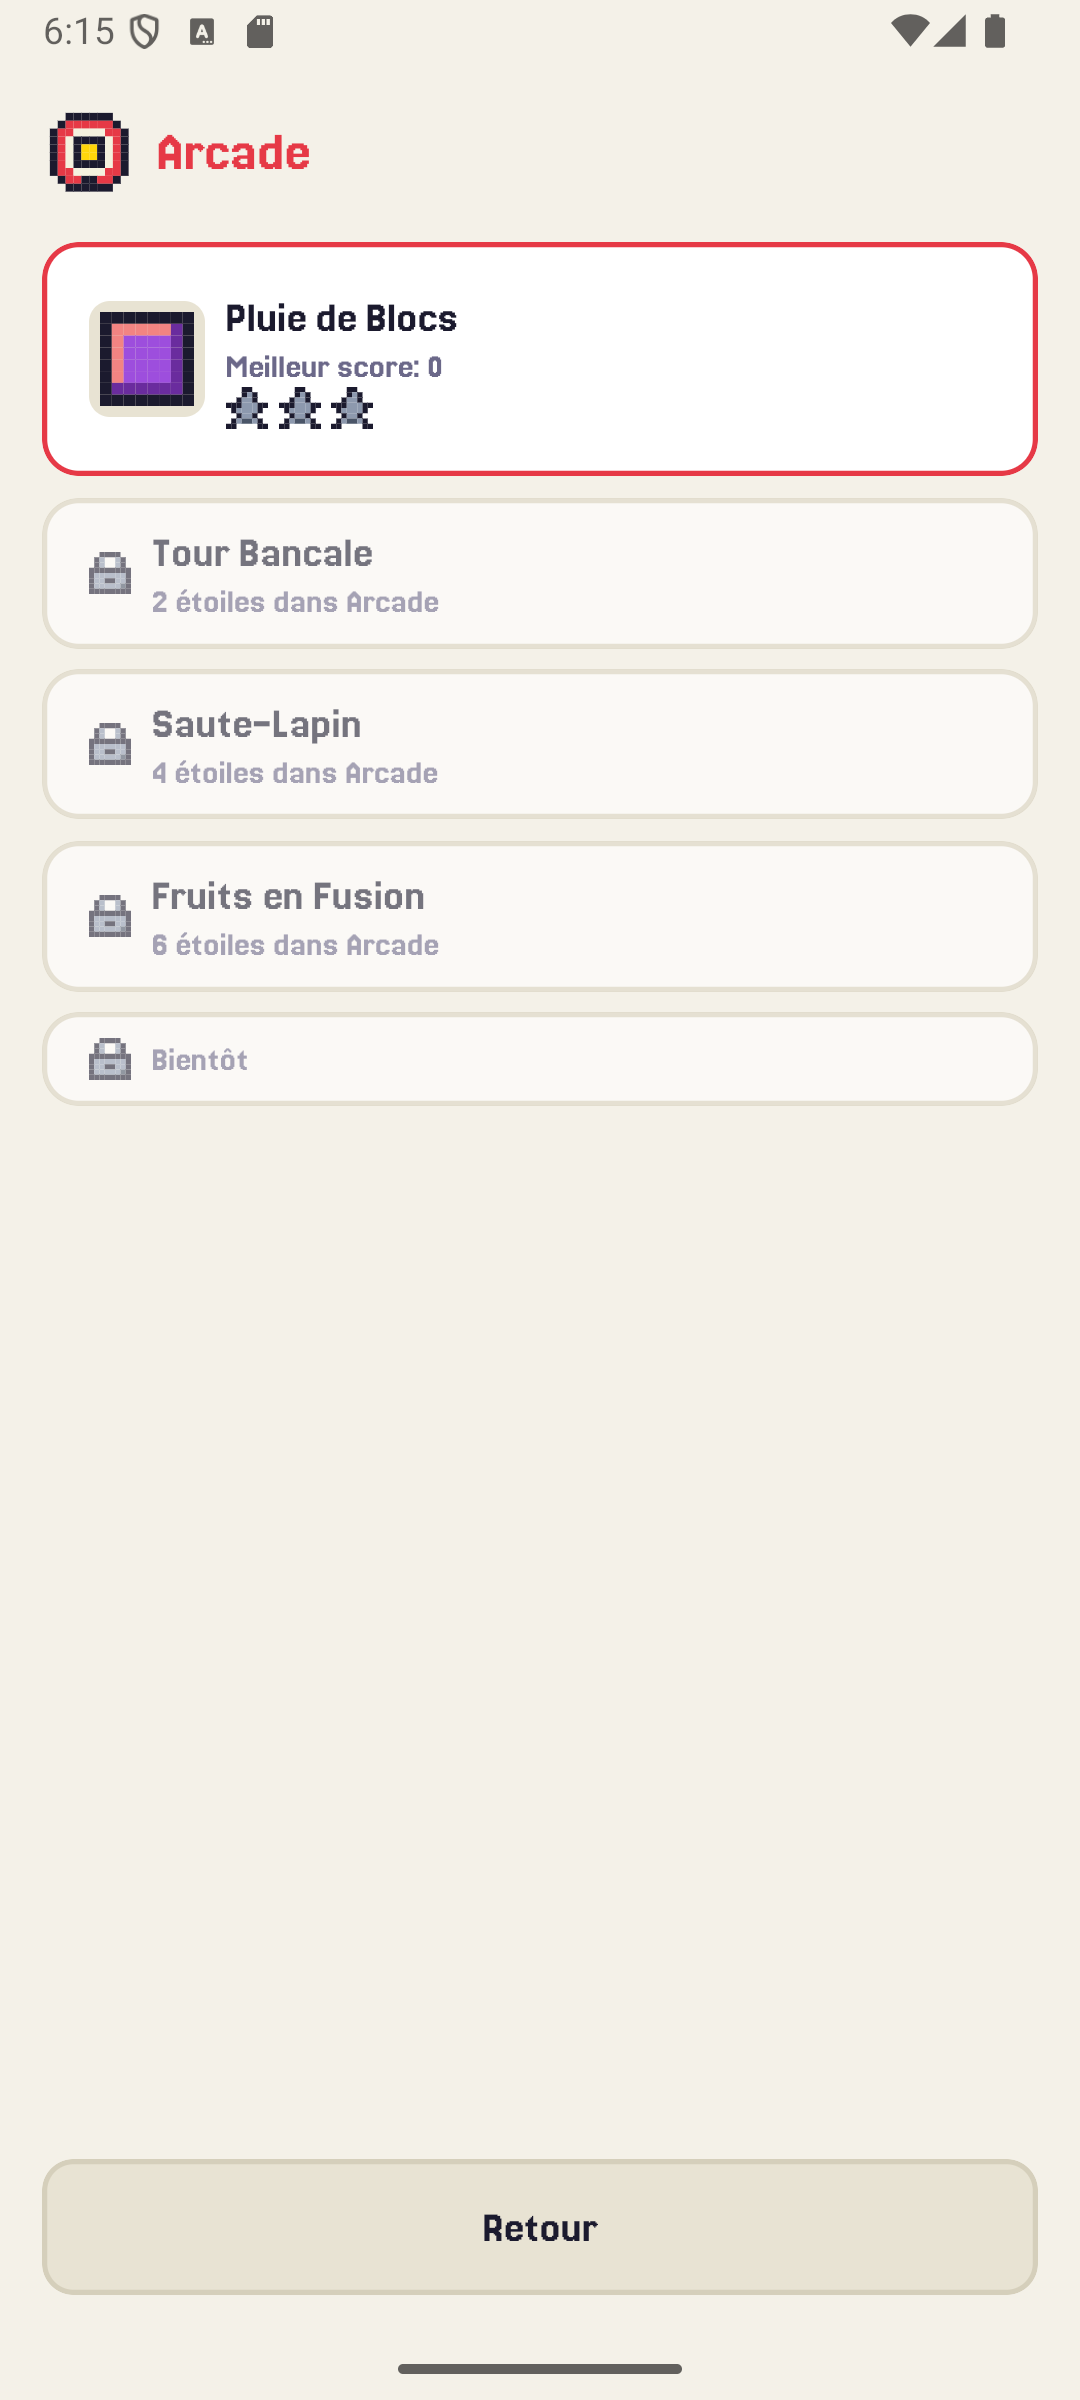 6:15
Arcade
Pluie de Blocs
Meilleur score: 0
Tour Bancale
2 étoiles dans Arcade
Saute-Lapin
4 étoiles dans Arcade
Fruits en Fusion
6 étoiles dans Arcade
Bientôt
Retour